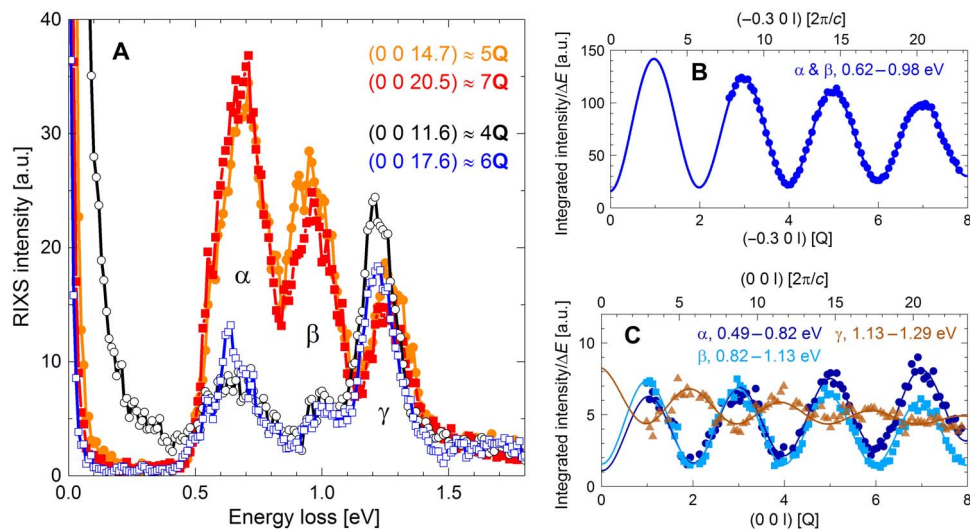 A
(0 0 14.7) ≈ 5Q
(0 0 20.5) ≈ 7Q
(0 0 11.6) ≈ 4Q
(0 0 17.6) ≈ 6Q
α
β
γ
RIXS intensity [a.u.]
40
30
20
10
0
0.0 0.5 1.0 1.5
Energy loss [eV]
(−0.3 0 l) [2π/c]
0 5 10 15 20
B
α & β, 0.62−0.98 eV
Integrated intensity/ΔE [a.u.]
150
100
50
0
0 2 4 6 8
(−0.3 0 l) [Q]
(0 0 l) [2π/c]
0 5 10 15 20
C
α, 0.49−0.82 eV γ, 1.13−1.29 eV
β, 0.82−1.13 eV
Integrated intensity/ΔE [a.u.]
10
5
0
0 2 4 6 8
(0 0 l) [Q]